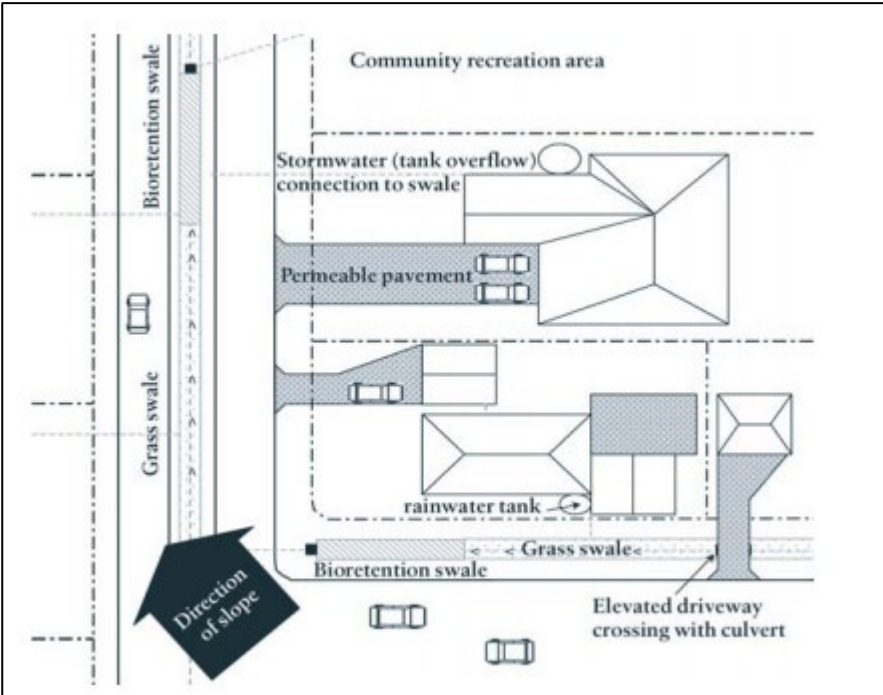 Community recreation area
Bioretention swale
Stormwater (tank overflow)
connection to swale
Permeable pavement
Grass swale
rainwater tank
Grass swale
Bioretention swale
Direction
of slope
Elevated driveway
crossing with culvert